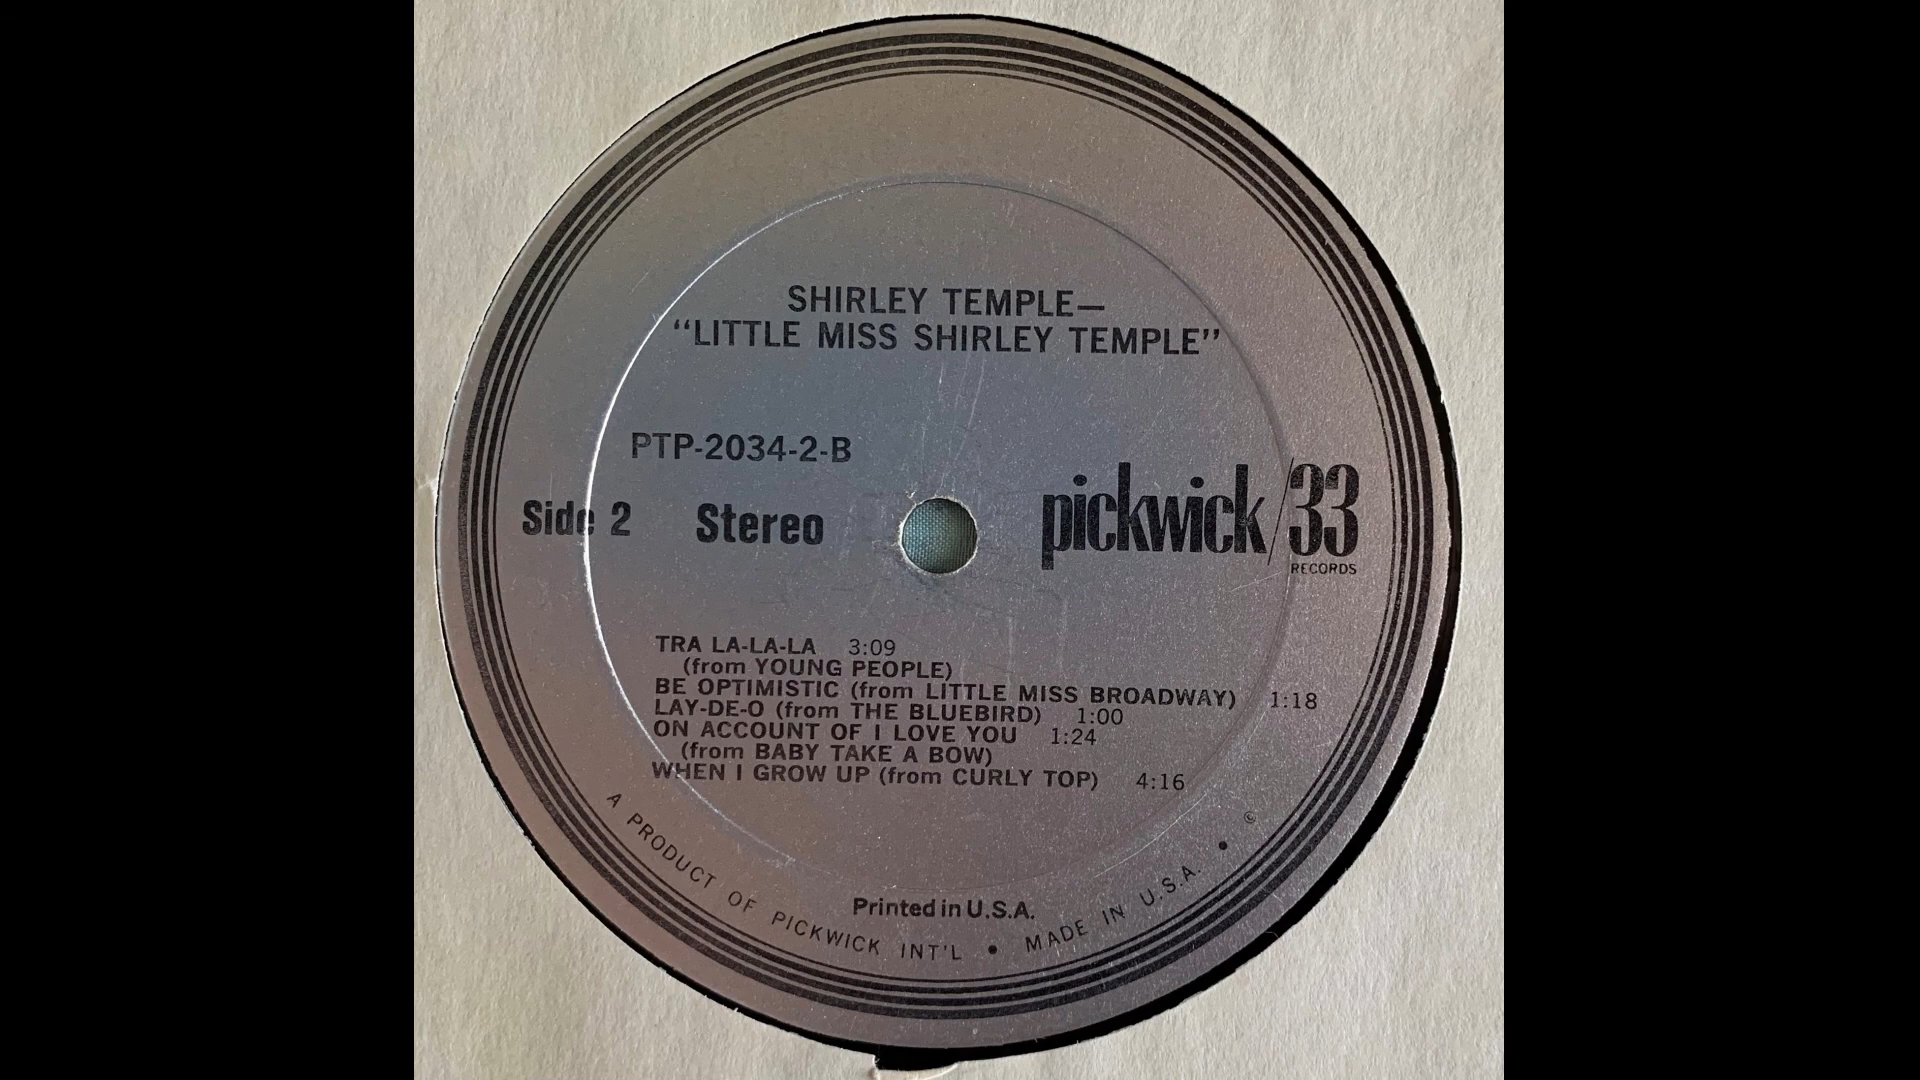 SHIRLEY TEMPLE—
“LITTLE MISS SHIRLEY TEMPLE”
PTP-2034-2-B
Side 2 Stereo
pickwick/33
RECORDS
TRA LA-LA-LA 3:09
(from YOUNG PEOPLE)
BE OPTIMISTIC (from LITTLE MISS BROADWAY) 1:18
LAY-DE-O (from THE BLUEBIRD) 1:00
ON ACCOUNT OF I LOVE YOU 1:24
(from BABY TAKE A BOW)
WHEN I GROW UP (from CURLY TOP) 4:16
Printed in U.S.A.
A PRODUCT OF PICKWICK INT'L • MADE IN U.S.A. • ©